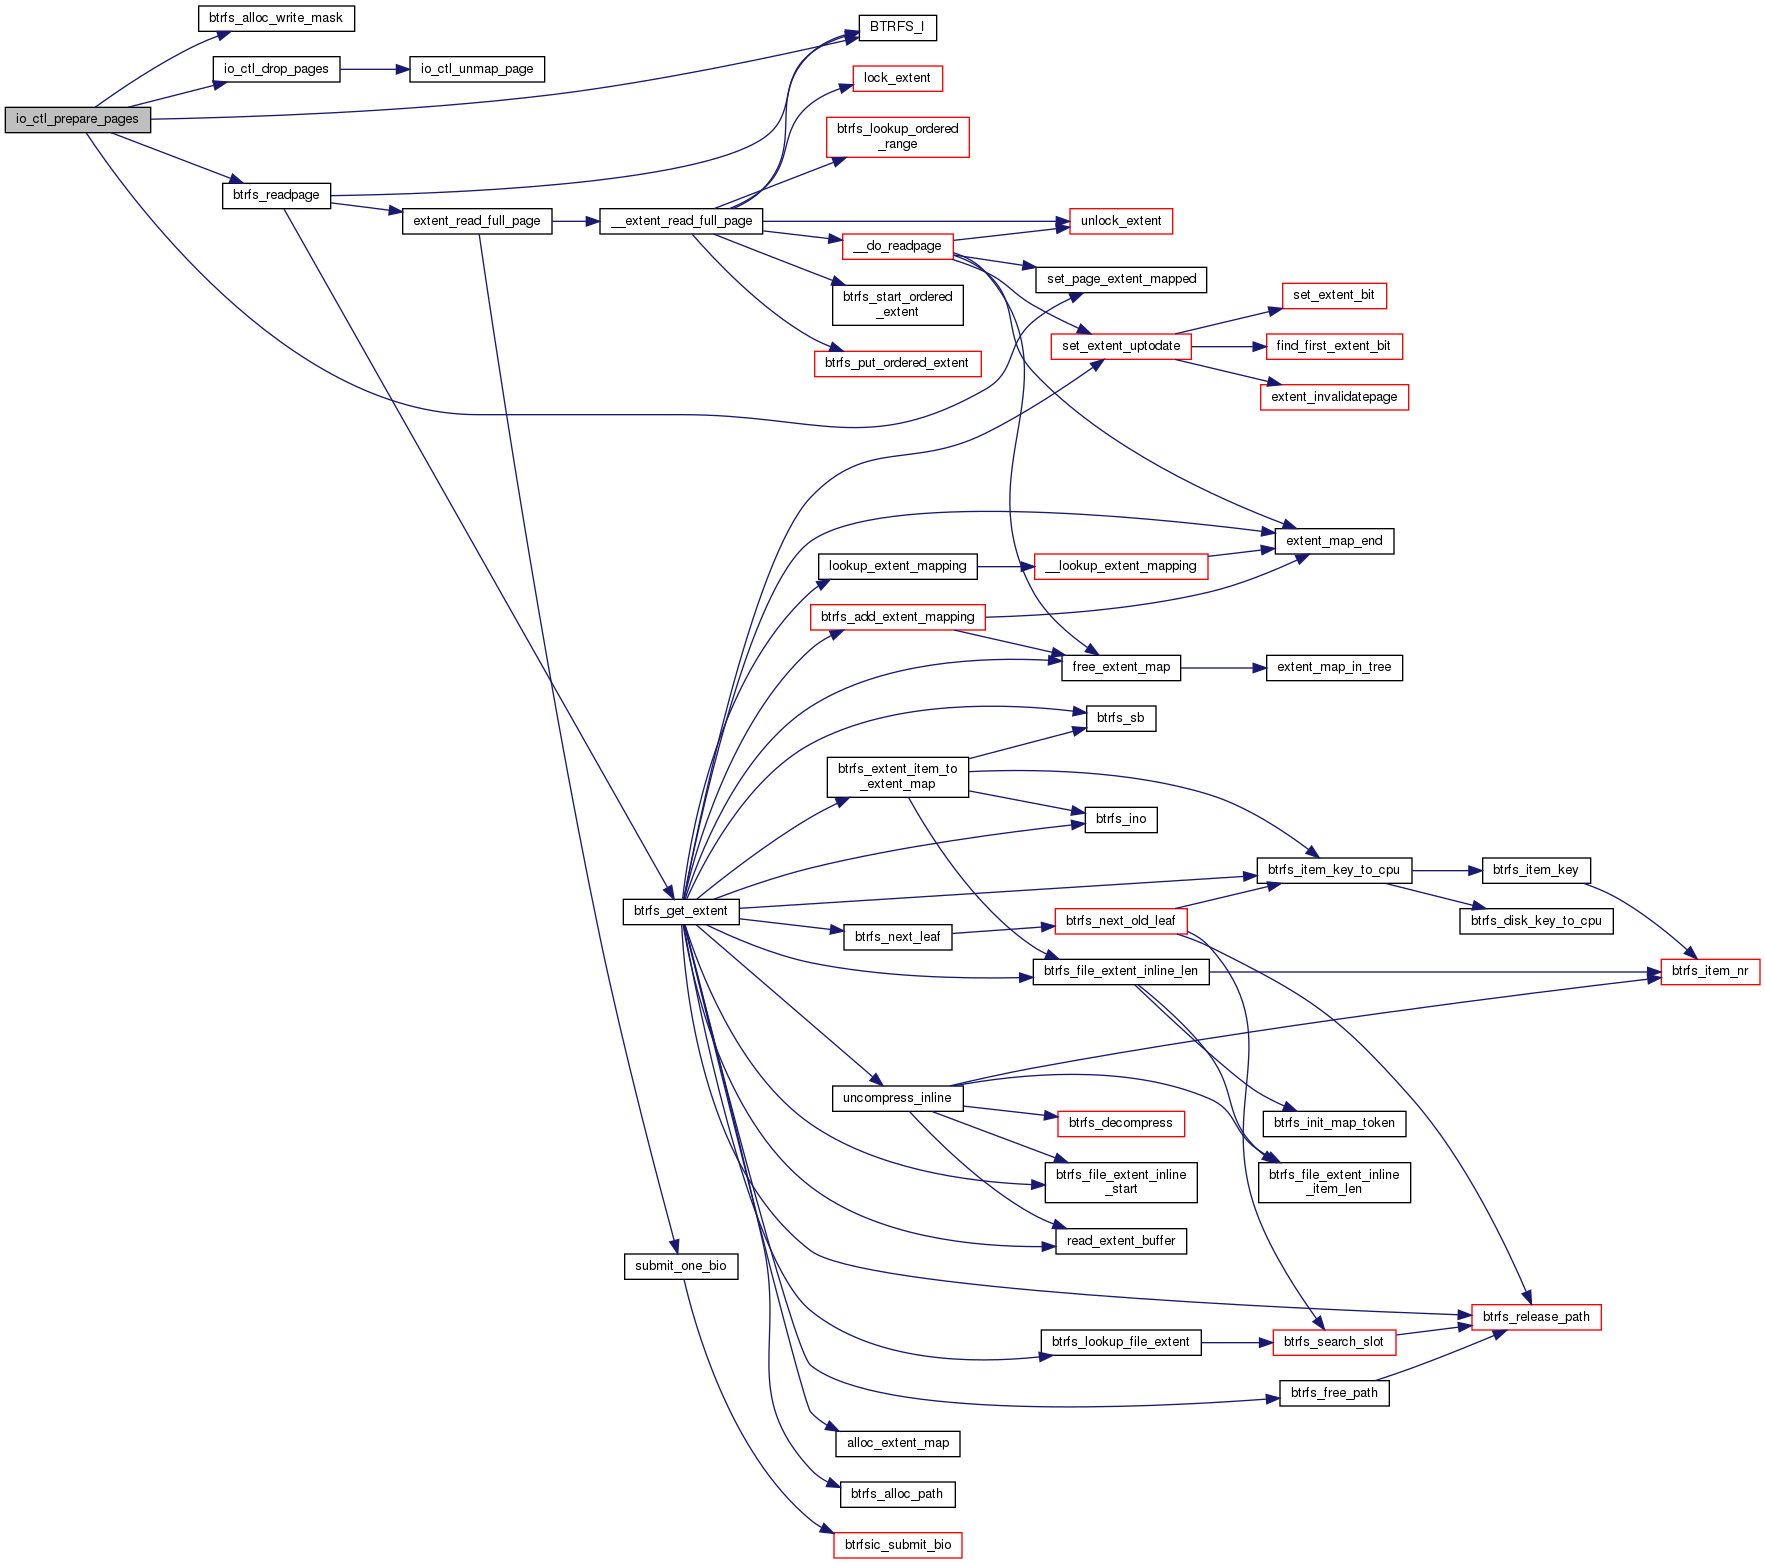 btrfs_alloc_write_mask
BTRFS_I
io_ctl_drop_pages
io_ctl_unmap_page
lock_extent
io_ctl_prepare_pages
btrfs_lookup_ordered
_range
btrfs_readpage
extent_read_full_page
__extent_read_full_page
unlock_extent
__do_readpage
set_page_extent_mapped
btrfs_start_ordered
_extent
set_extent_bit
set_extent_uptodate
find_first_extent_bit
btrfs_put_ordered_extent
extent_invalidatepage
extent_map_end
lookup_extent_mapping
__lookup_extent_mapping
btrfs_add_extent_mapping
free_extent_map
extent_map_in_tree
btrfs_sb
btrfs_extent_item_to
_extent_map
btrfs_ino
btrfs_item_key_to_cpu
btrfs_item_key
btrfs_get_extent
btrfs_next_leaf
btrfs_next_old_leaf
btrfs_disk_key_to_cpu
btrfs_file_extent_inline_len
btrfs_item_nr
uncompress_inline
btrfs_decompress
btrfs_init_map_token
btrfs_file_extent_inline
_start
btrfs_file_extent_inline
_item_len
read_extent_buffer
submit_one_bio
btrfs_release_path
btrfs_lookup_file_extent
btrfs_search_slot
btrfs_free_path
alloc_extent_map
btrfs_alloc_path
btrfsic_submit_bio